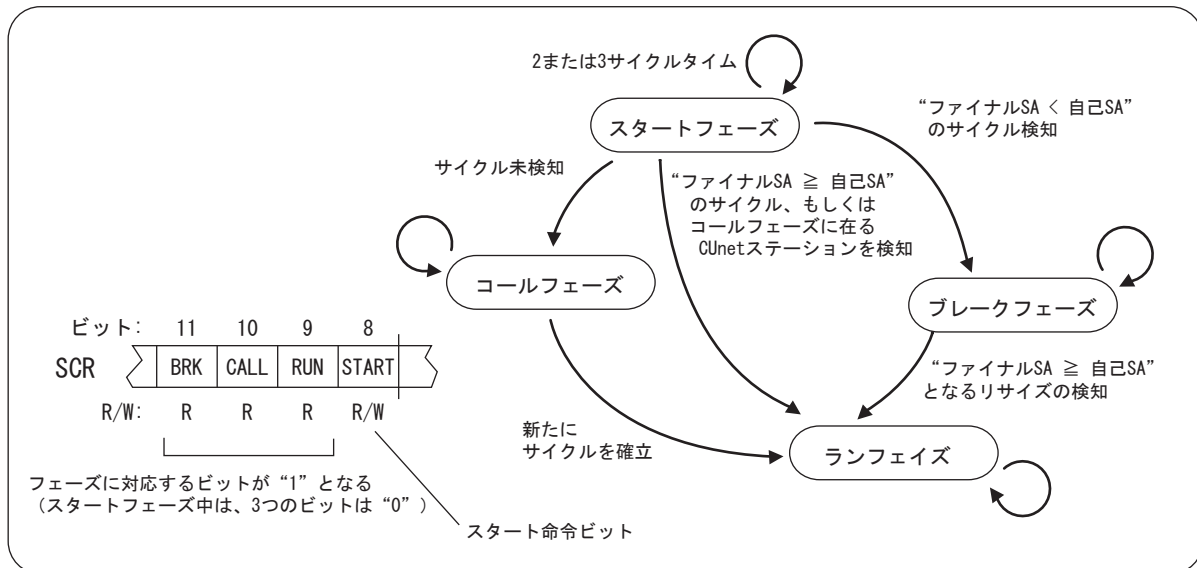 2または3サイクルタイム
スタートフェーズ
“ファイナルSA < 自己SA”
のサイクル検知
サイクル未検知
“ファイナルSA ≧ 自己SA”
のサイクル、もしくは
コールフェーズに在る
CUnetステーションを検知
コールフェーズ
ブレークフェーズ
“ファイナルSA ≧ 自己SA”
となるリサイズの検知
新たに
サイクルを確立
ランフェイズ
ビット: 11 10 9 8
SCR BRK CALL RUN START
R/W: R R R R/W
フェーズに対応するビットが“1”となる
(スタートフェーズ中は、3つのビットは“0”)
スタート命令ビット